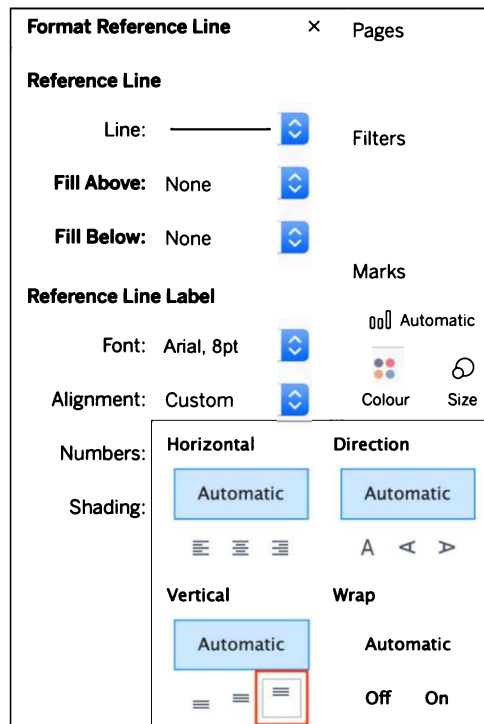 Format Reference Line × Pages
Reference Line
Line:
Filters
Fill Above: None
Fill Below: None
Marks
Reference Line Label
Automatic
Font: Arial, 8pt
Alignment: Custom
Colour Size
Numbers:
Shading:
Horizontal Direction
Automatic Automatic
A A A
Vertical Wrap
Automatic Automatic
Off On